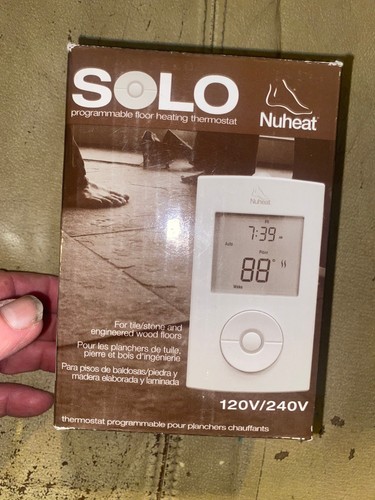 SOLO
programmable floor heating thermostat
Nuheat
Nuheat
7:39
88°
For tile/stone and
engineered wood floors
Pour les planchers de tuile,
pierre et bois d'ingénierie
Para pisos de baldosas/piedra y
madera elaborada y laminada
120V/240V
thermostat programmable pour planchers chauffants